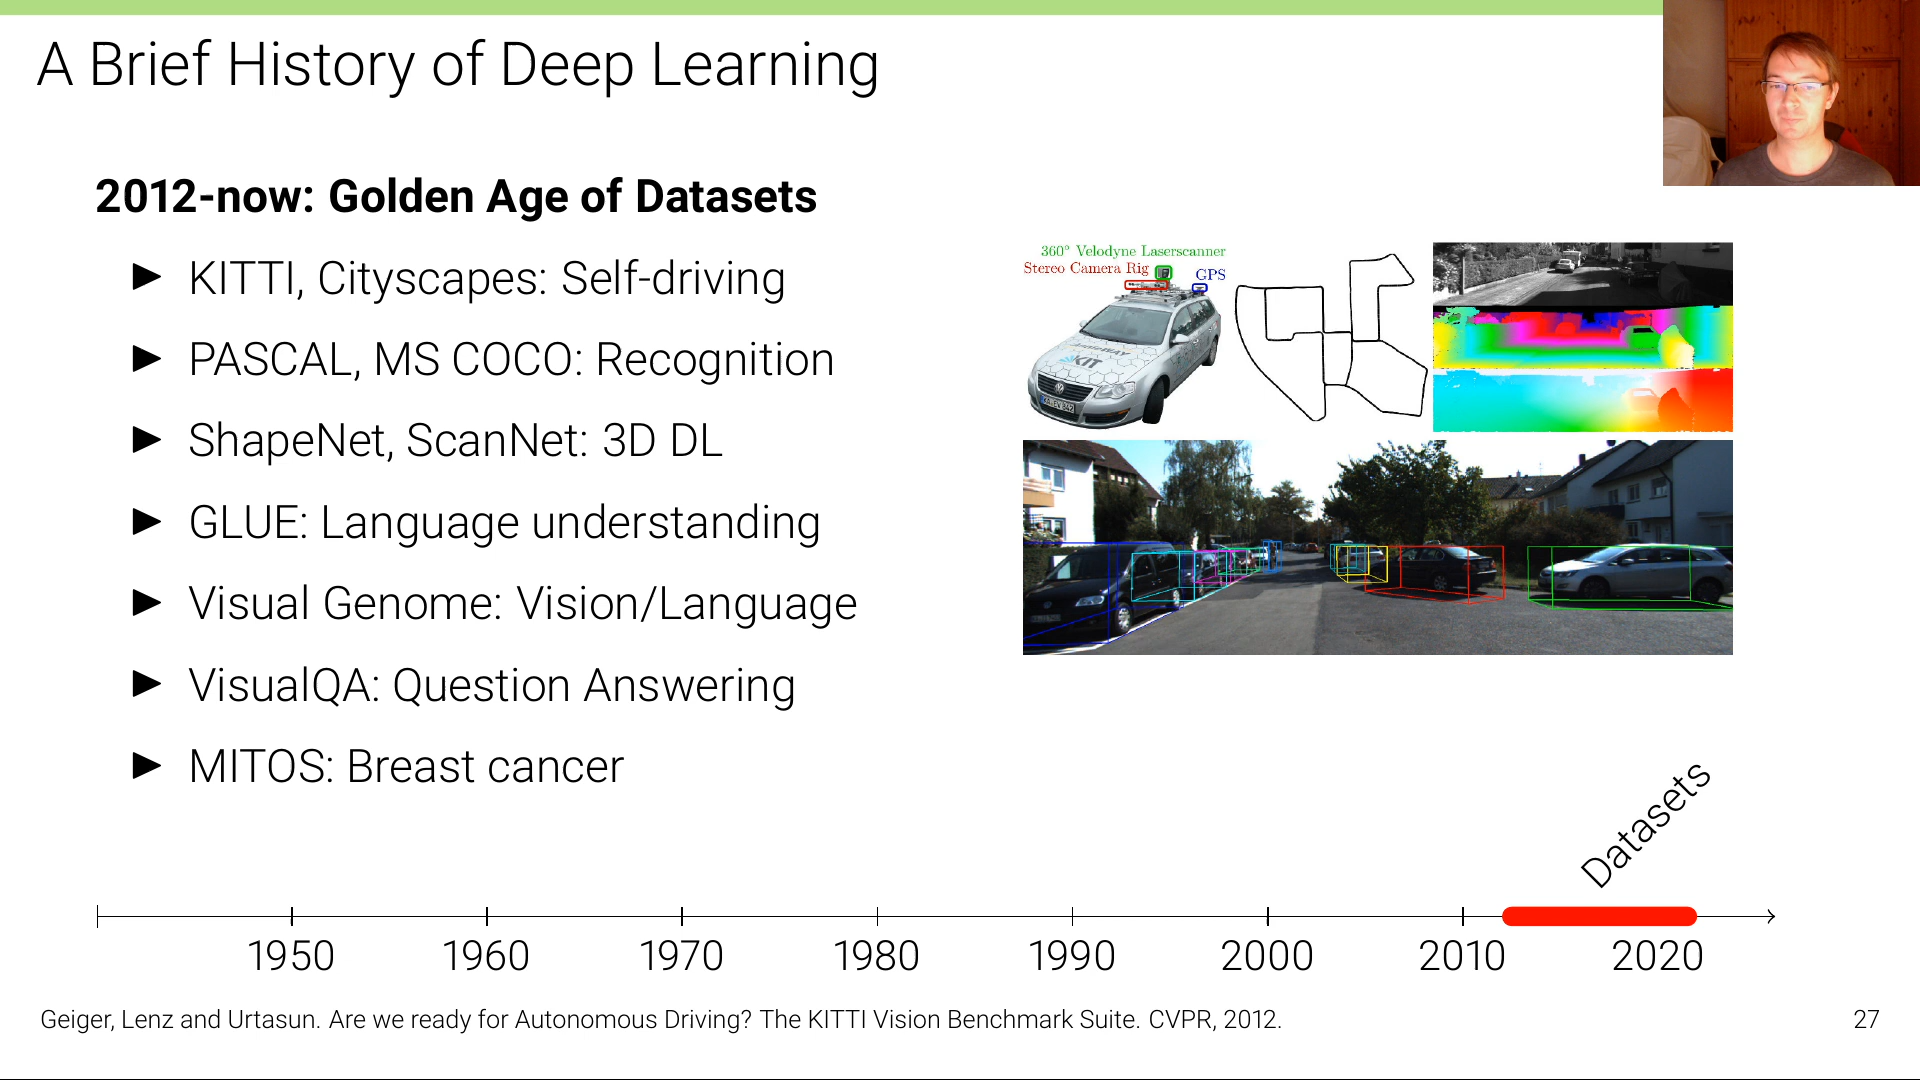 A Brief History of Deep Learning
2012-now: Golden Age of Datasets
KITTI, Cityscapes: Self-driving
PASCAL, MS COCO: Recognition
ShapeNet, ScanNet: 3D DL
GLUE: Language understanding
Visual Genome: Vision/Language
VisualQA: Question Answering
MITOS: Breast cancer
360° Velodyne Laserscanner
Stereo Camera Rig
GPS
KIT
Datasets
1950 1960 1970 1980 1990 2000 2010 2020
Geiger, Lenz and Urtasun. Are we ready for Autonomous Driving? The KITTI Vision Benchmark Suite. CVPR, 2012.
27